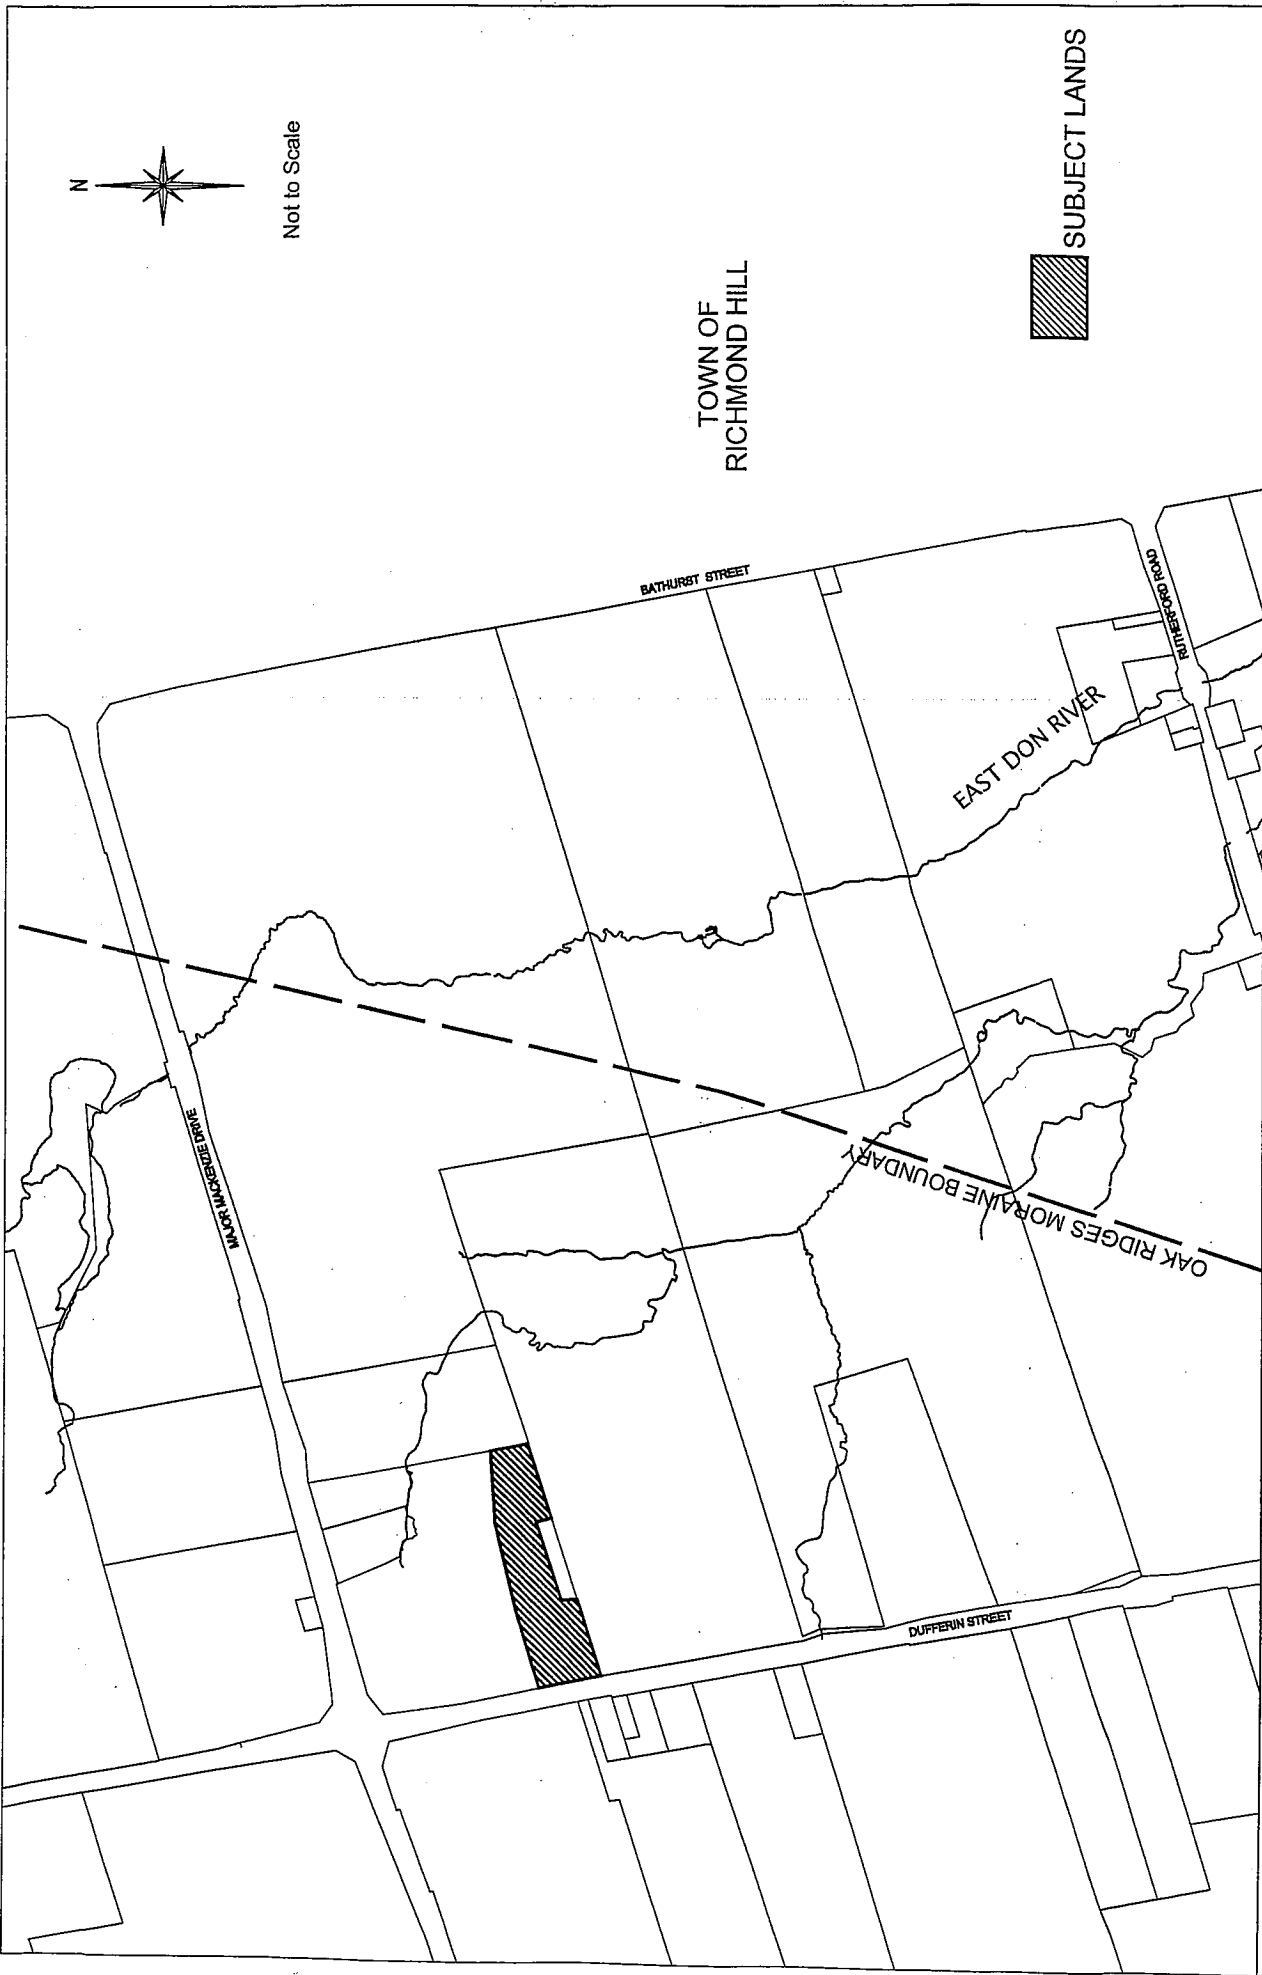 N
Not to Scale
TOWN OF
RICHMOND HILL
SUBJECT LANDS
BATHURST STREET
RUTHERFORD ROAD
EAST DON RIVER
MAJOR MACKENZIE DRIVE
OAK RIDGES MORAINE BOUNDARY
DUFFERIN STREET